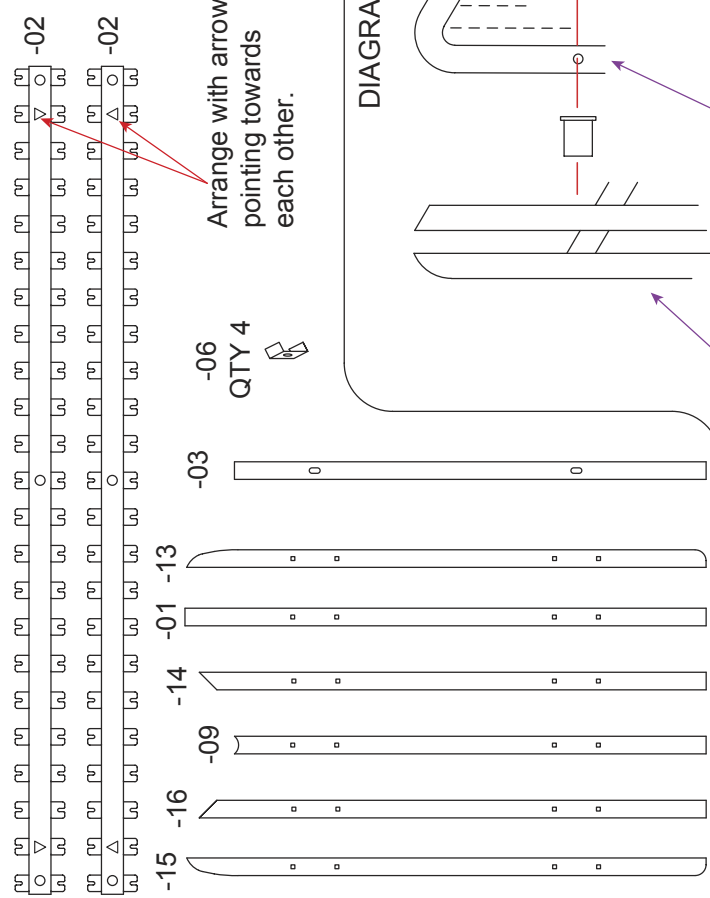 -02
-02
Arrange with arrow
pointing towards
each other.
DIAGRA
-06
QTY 4
-03
-13
-01
-14
-09
-16
-15